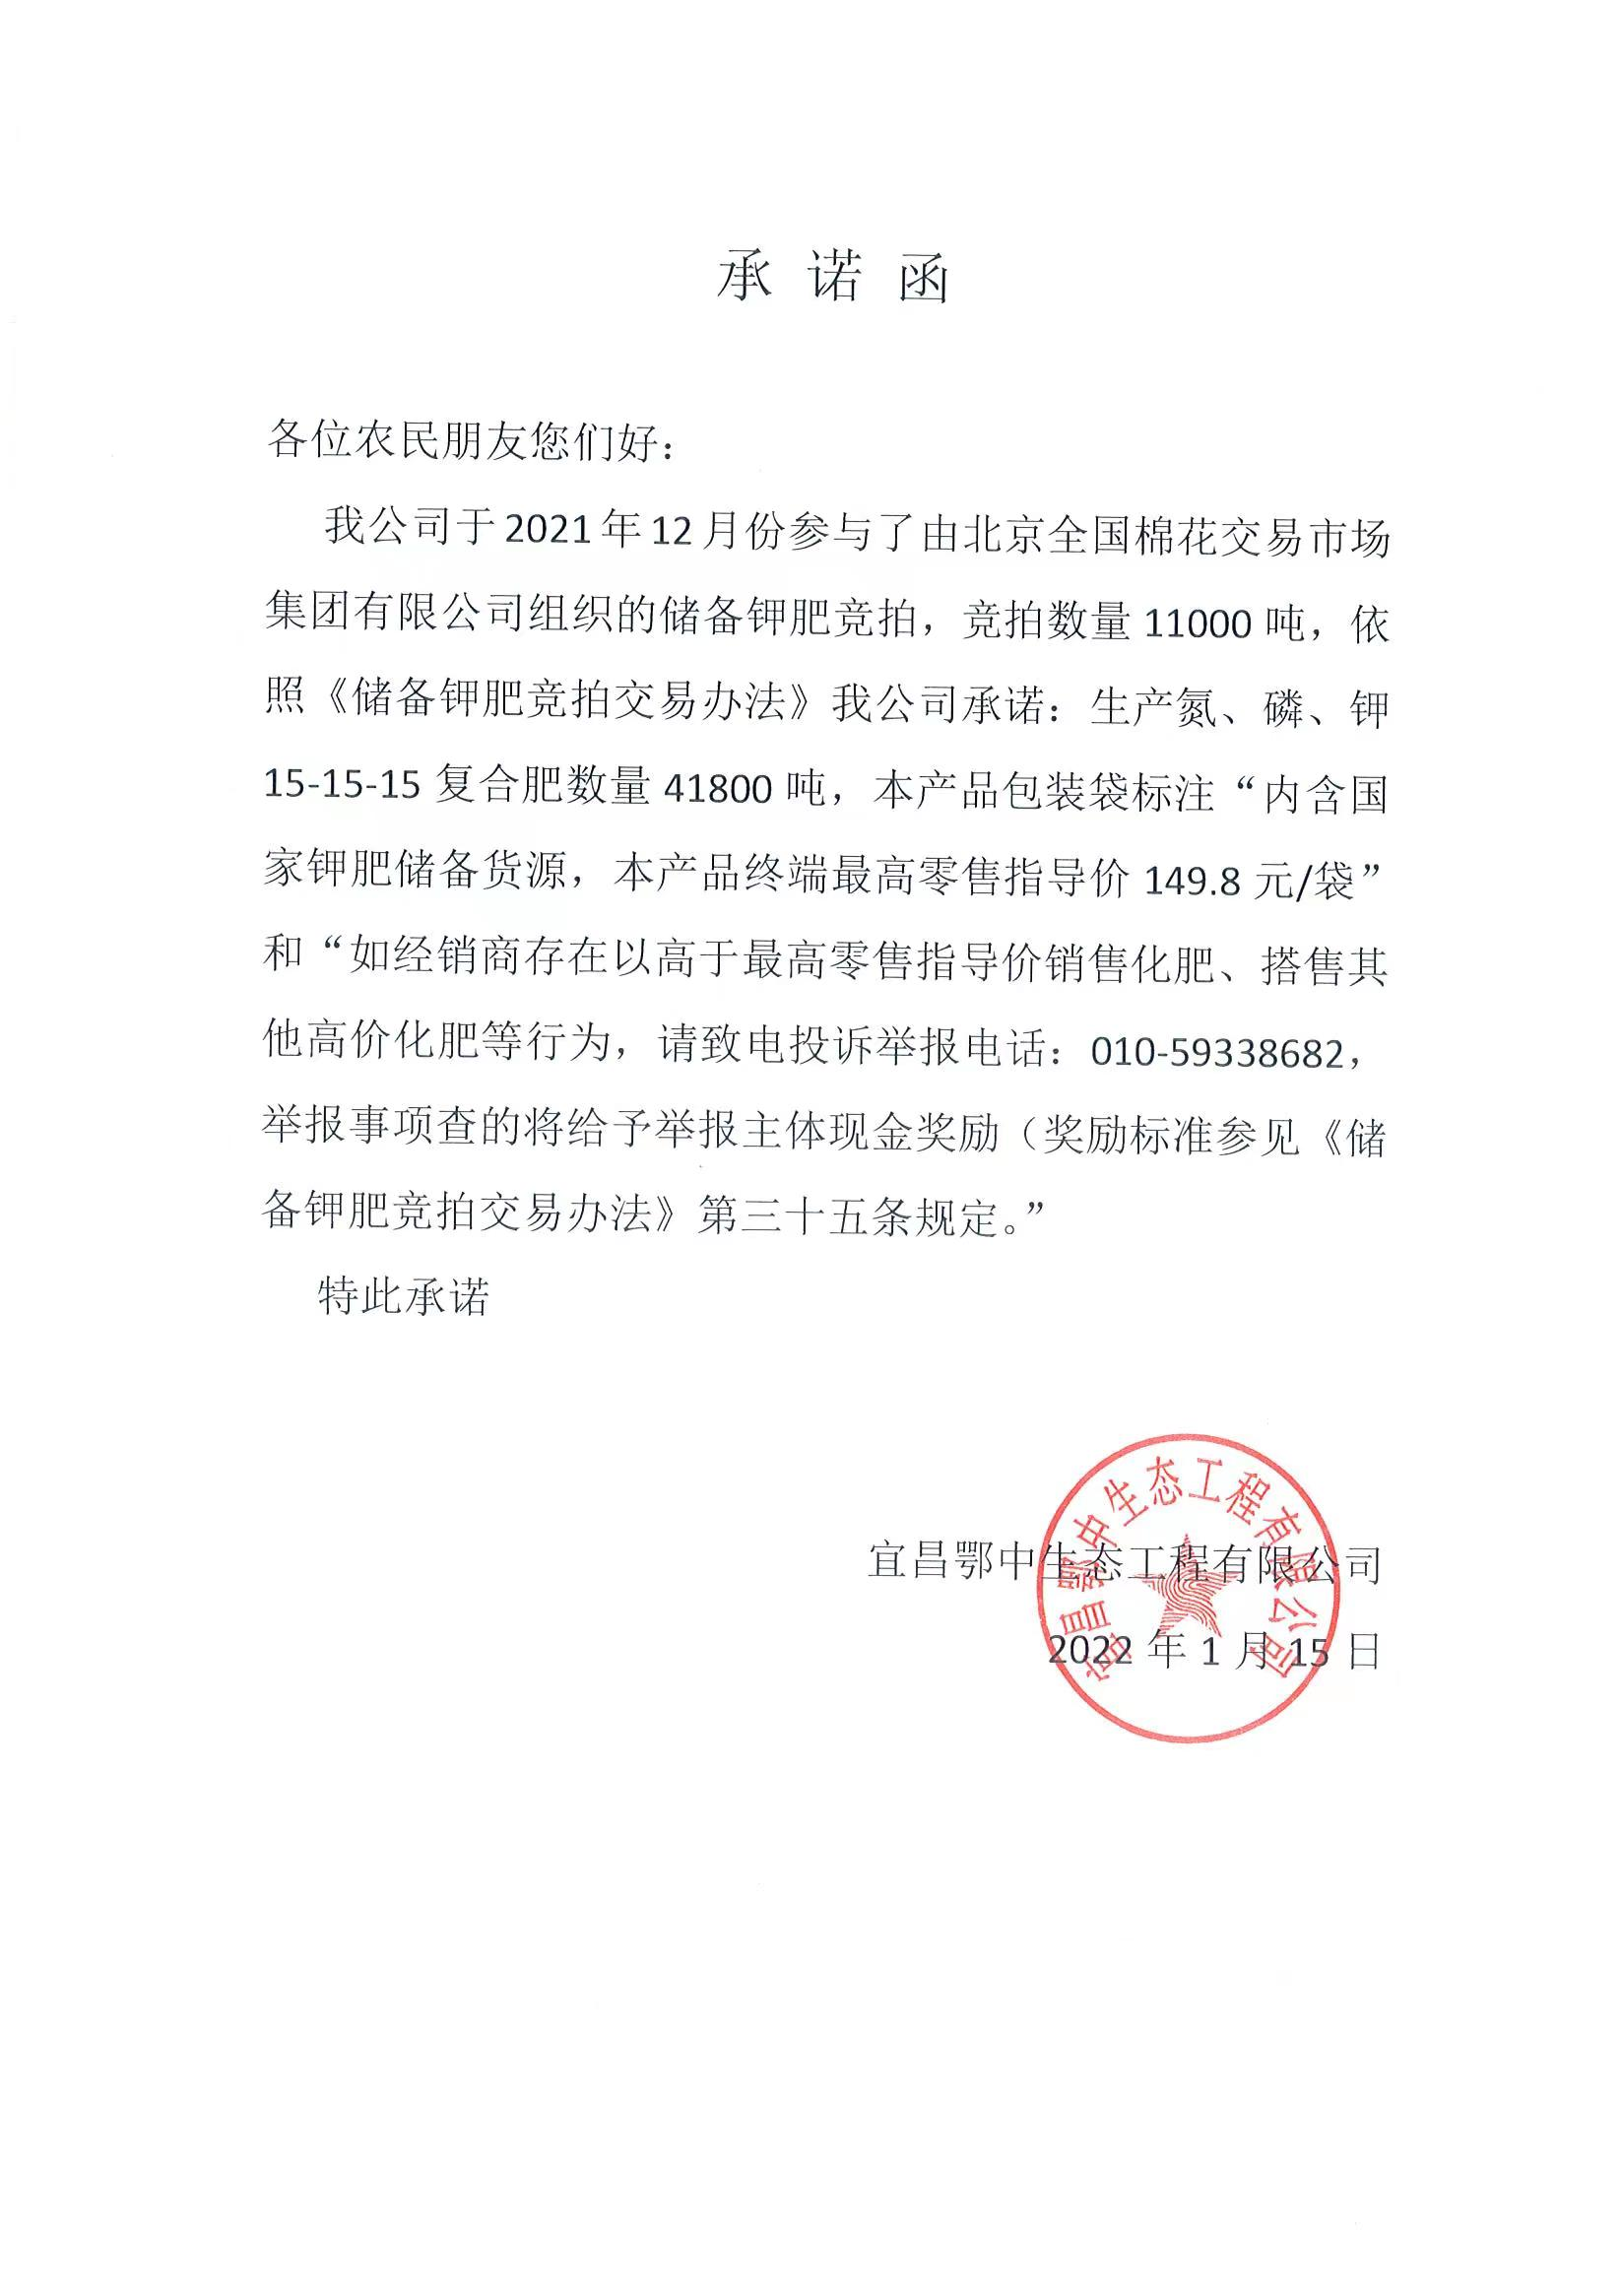 承诺函
各位农民朋友您们好：
我公司于2021年12月份参与了由北京全国棉花交易市场
集团有限公司组织的储备钾肥竞拍，竞拍数量11000吨，依
照《储备钾肥竞拍交易办法》我公司承诺：生产氮、磷、钾
15-15-15复合肥数量41800吨，本产品包装袋标注“内含国
家钾肥储备货源，本产品终端最高零售指导价149.8元/袋”
和“如经销商存在以高于最高零售指导价销售化肥、搭售其
他高价化肥等行为，请致电投诉举报电话：010-59338682，
举报事项查的将给予举报主体现金奖励（奖励标准参见《储
备钾肥竞拍交易办法》第三十五条规定。”
特此承诺
宜昌鄂中生态工程有限公司
2022年1月15日
宜昌鄂中生态工程有限公司